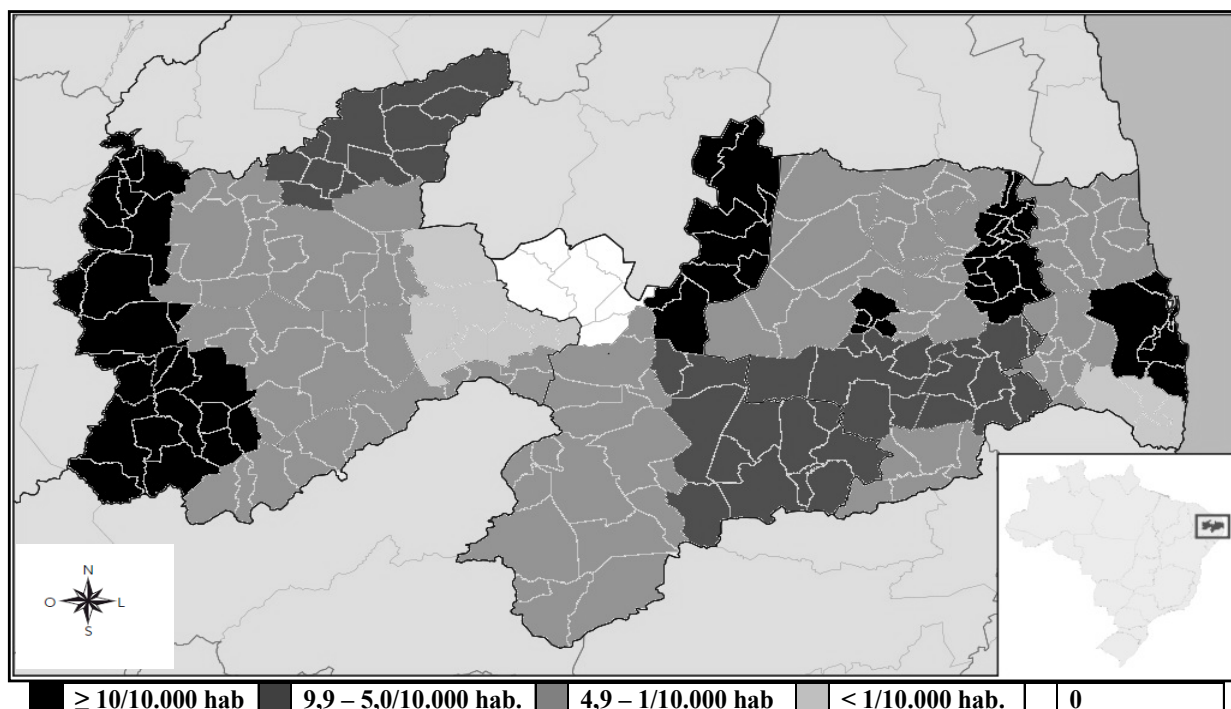 N
O L
S
≥ 10/10.000 hab 9,9 – 5,0/10.000 hab. 4,9 – 1/10.000 hab < 1/10.000 hab. 0